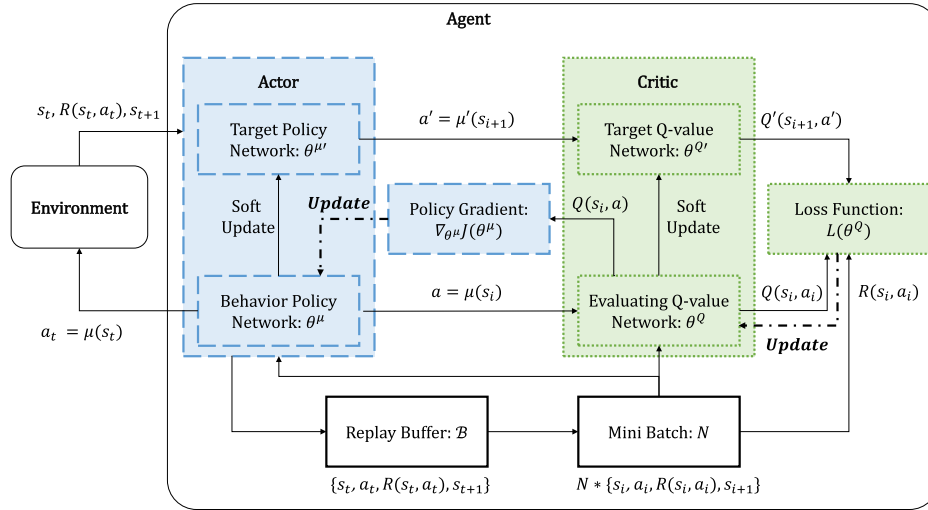 Agent
Actor
Critic
s_t, R(s_t, a_t), s_{t+1}
Target Policy
Network: θ^{μ'}
a' = μ'(s_{i+1})
Target Q-value
Network: θ^{Q'}
Q'(s_{i+1}, a')
Environment
Soft
Update
Update
Policy Gradient:
∇_{θ^μ}J(θ^μ)
Q(s_i, a)
Soft
Update
Loss Function:
L(θ^Q)
a_t = μ(s_t)
Behavior Policy
Network: θ^μ
a = μ(s_i)
Evaluating Q-value
Network: θ^Q
Q(s_i, a_i)
R(s_i, a_i)
Update
Replay Buffer: ℬ
Mini Batch: N
{s_t, a_t, R(s_t, a_t), s_{t+1}}
N * {s_i, a_i, R(s_i, a_i), s_{i+1}}